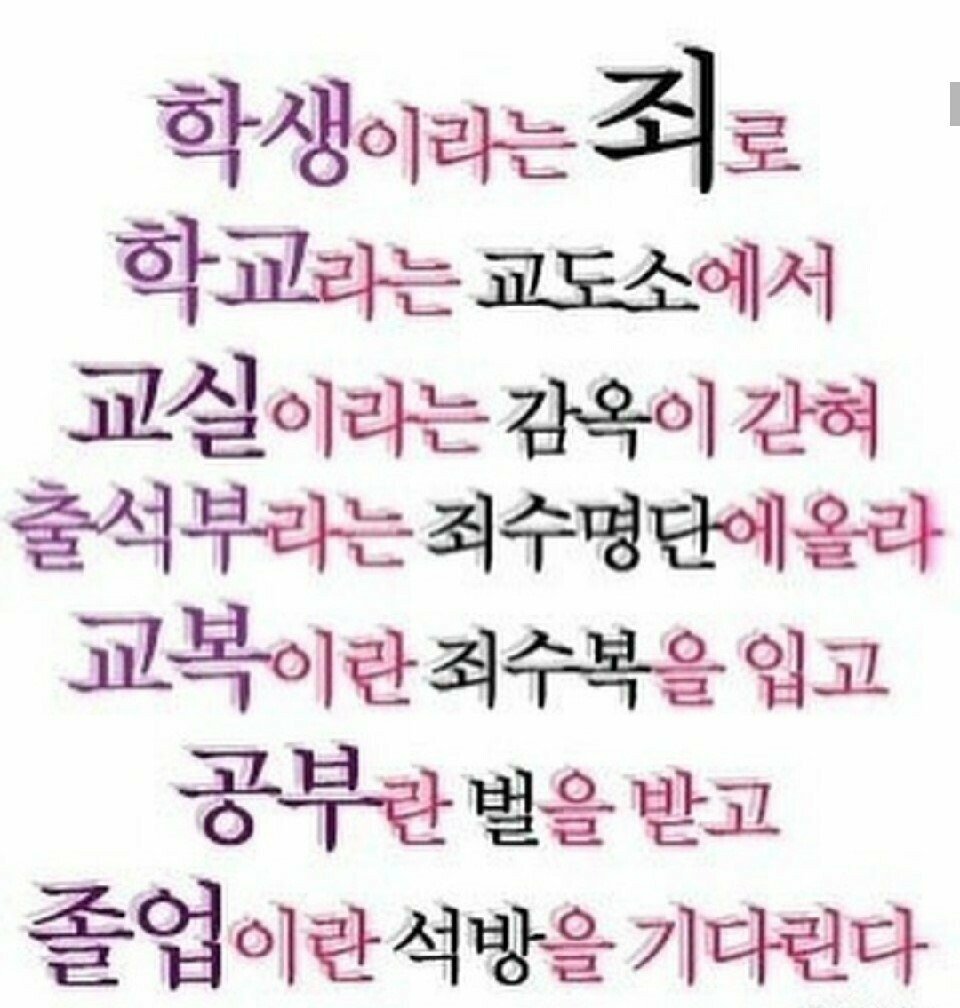 학생이라는 죄로
학교라는 교도소에서
교실이라는 감옥이 갇혀
출석부라는 죄수명단에 올라
교복이란 죄수복을 입고
공부란 벌을 받고
졸업이란 석방을 기다린다